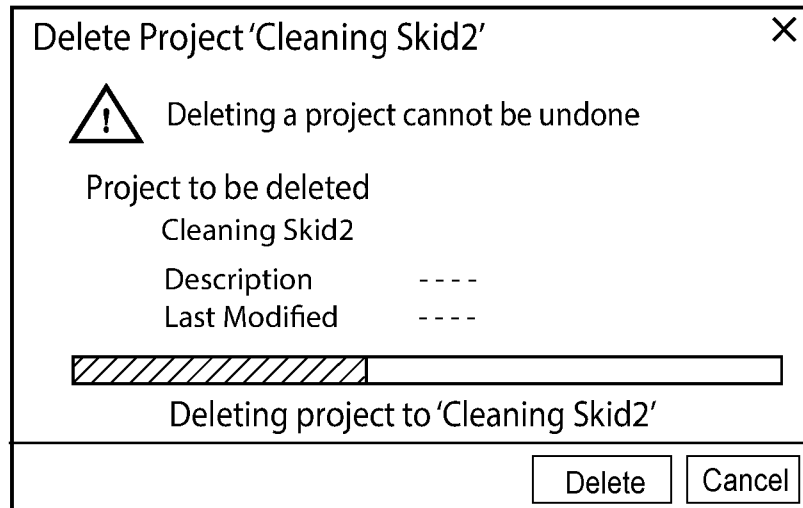 Delete Project 'Cleaning Skid2'
! Deleting a project cannot be undone
Project to be deleted
Cleaning Skid2
Description - - - -
Last Modified - - - -
Deleting project to 'Cleaning Skid2'
Delete Cancel